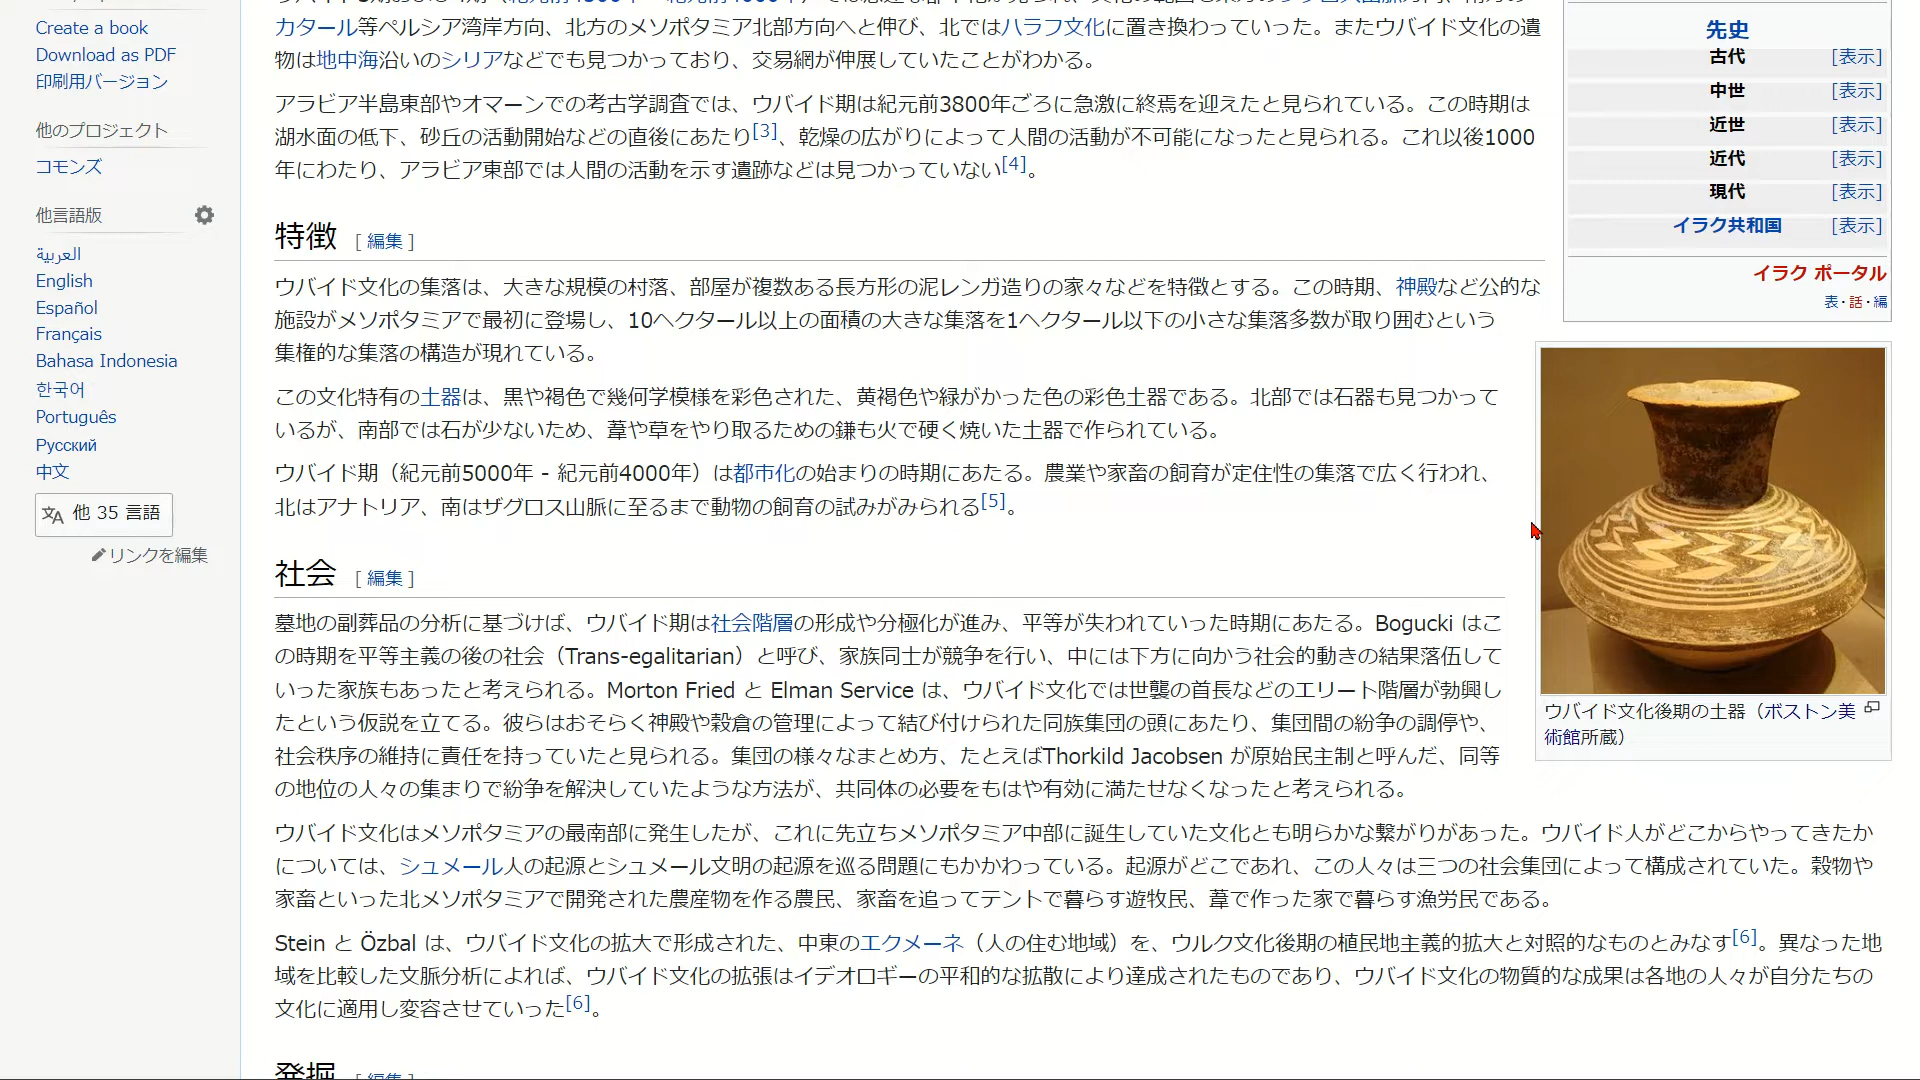 Create a book
Download as PDF
印刷用バージョン
他のプロジェクト
コモンズ
他言語版
العربية
English
Español
Français
Bahasa Indonesia
한국어
Português
Русский
中文
他 35 言語
リンクを編集
カタール等ペルシア湾岸方向、北方のメソポタミア北部方向へと伸び、北ではハラフ文化に置き換わっていった。またウバイド文化の遺
物は地中海沿いのシリアなどでも見つかっており、交易網が伸展していたことがわかる。
アラビア半島東部やオマーンでの考古学調査では、ウバイド期は紀元前3800年ごろに急激に終焉を迎えたと見られている。この時期は
湖水面の低下、砂丘の活動開始などの直後にあたり[3]、乾燥の広がりによって人間の活動が不可能になったと見られる。これ以後1000
年にわたり、アラビア東部では人間の活動を示す遺跡などは見つかっていない[4]。
特徴 [ 編集 ]
ウバイド文化の集落は、大きな規模の村落、部屋が複数ある長方形の泥レンガ造りの家々などを特徴とする。この時期、神殿など公的な
施設がメソポタミアで最初に登場し、10ヘクタール以上の面積の大きな集落を1ヘクタール以下の小さな集落多数が取り囲むという
集権的な集落の構造が現れている。
この文化特有の土器は、黒や褐色で幾何学模様を彩色された、黄褐色や緑がかった色の彩色土器である。北部では石器も見つかって
いるが、南部では石が少ないため、葦や草をやり取るための鎌も火で硬く焼いた土器で作られている。
ウバイド期（紀元前5000年 - 紀元前4000年）は都市化の始まりの時期にあたる。農業や家畜の飼育が定住性の集落で広く行われ、
北はアナトリア、南はザグロス山脈に至るまで動物の飼育の試みがみられる[5]。
社会 [ 編集 ]
墓地の副葬品の分析に基づけば、ウバイド期は社会階層の形成や分極化が進み、平等が失われていった時期にあたる。Bogucki はこ
の時期を平等主義の後の社会（Trans-egalitarian）と呼び、家族同士が競争を行い、中には下方に向かう社会的動きの結果落伍して
いった家族もあったと考えられる。Morton Fried と Elman Service は、ウバイド文化では世襲の首長などのエリート階層が勃興し
たという仮説を立てる。彼らはおそらく神殿や穀倉の管理によって結び付けられた同族集団の頭にあたり、集団間の紛争の調停や、
社会秩序の維持に責任を持っていたと見られる。集団の様々なまとめ方、たとえばThorkild Jacobsen が原始民主制と呼んだ、同等
の地位の人々の集まりで紛争を解決していたような方法が、共同体の必要をもはや有効に満たせなくなったと考えられる。
ウバイド文化はメソポタミアの最南部に発生したが、これに先立ちメソポタミア中部に誕生していた文化とも明らかな繋がりがあった。ウバイド人がどこからやってきたか
については、シュメール人の起源とシュメール文明の起源を巡る問題にもかかわっている。起源がどこであれ、この人々は三つの社会集団によって構成されていた。穀物や
家畜といった北メソポタミアで開発された農産物を作る農民、家畜を追ってテントで暮らす遊牧民、葦で作った家で暮らす漁労民である。
Stein と Özbal は、ウバイド文化の拡大で形成された、中東のエクメーネ（人の住む地域）を、ウルク文化後期の植民地主義的拡大と対照的なものとみなす[6]。異なった地
域を比較した文脈分析によれば、ウバイド文化の拡張はイデオロギーの平和的な拡散により達成されたものであり、ウバイド文化の物質的な成果は各地の人々が自分たちの
文化に適用し変容させていった[6]。
発掘 [ 編集 ]
先史
古代 [表示]
中世 [表示]
近世 [表示]
近代 [表示]
現代 [表示]
イラク共和国 [表示]
イラク ポータル
表・話・編
ウバイド文化後期の土器（ボストン美
術館所蔵）